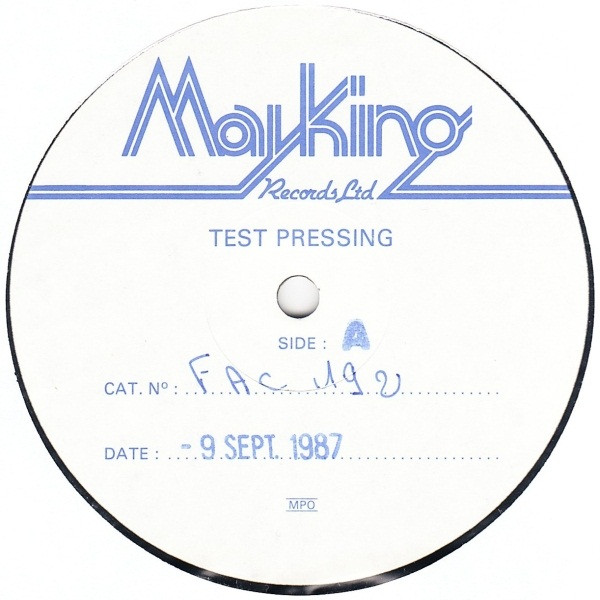 Mayking
Records Ltd
TEST PRESSING
SIDE : A
CAT. Nº : FAC 192
DATE : - 9 SEPT. 1987
MPO